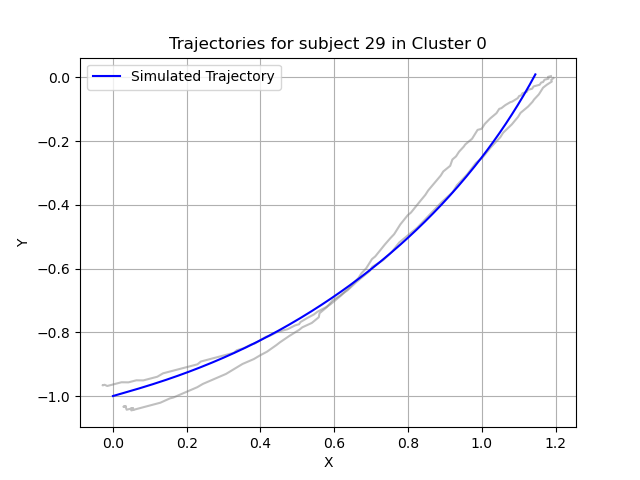 Trajectories for subject 29 in Cluster 0
Simulated Trajectory
Y
0.0
−0.2
−0.4
−0.6
−0.8
−1.0
0.0 0.2 0.4 0.6 0.8 1.0 1.2
X